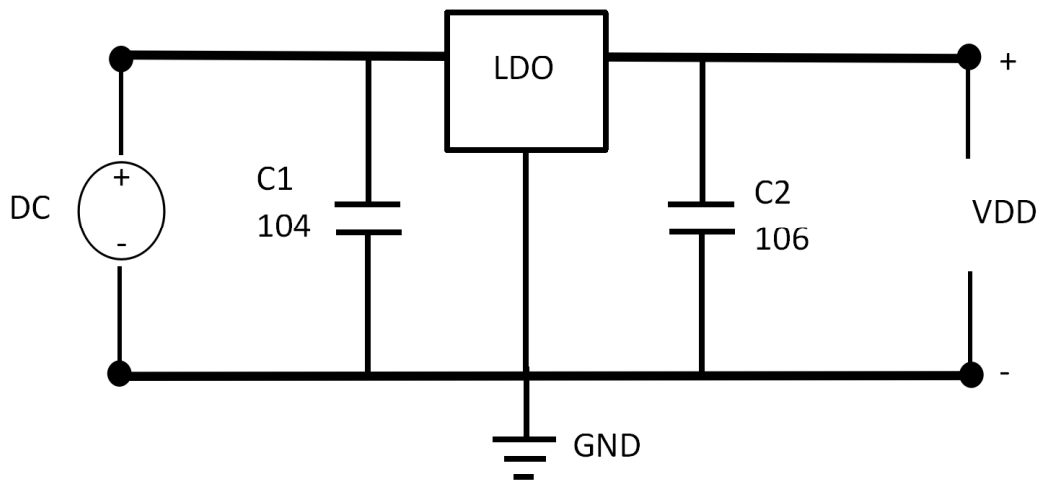 LDO
+
DC
+
-
C1
104
C2
106
VDD
-
GND